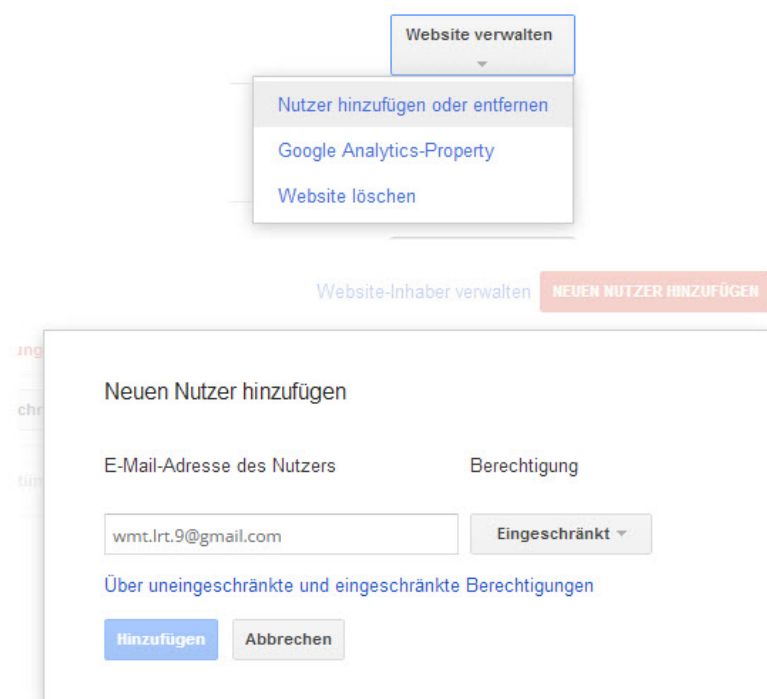 Website verwalten
Nutzer hinzufügen oder entfernen
Google Analytics-Property
Website löschen
Website-Inhaber verwalten NEUEN NUTZER HINZUFÜGEN
Neuen Nutzer hinzufügen
E-Mail-Adresse des Nutzers Berechtigung
wmt.lrt.9@gmail.com Eingeschränkt
Über uneingeschränkte und eingeschränkte Berechtigungen
Hinzufügen Abbrechen